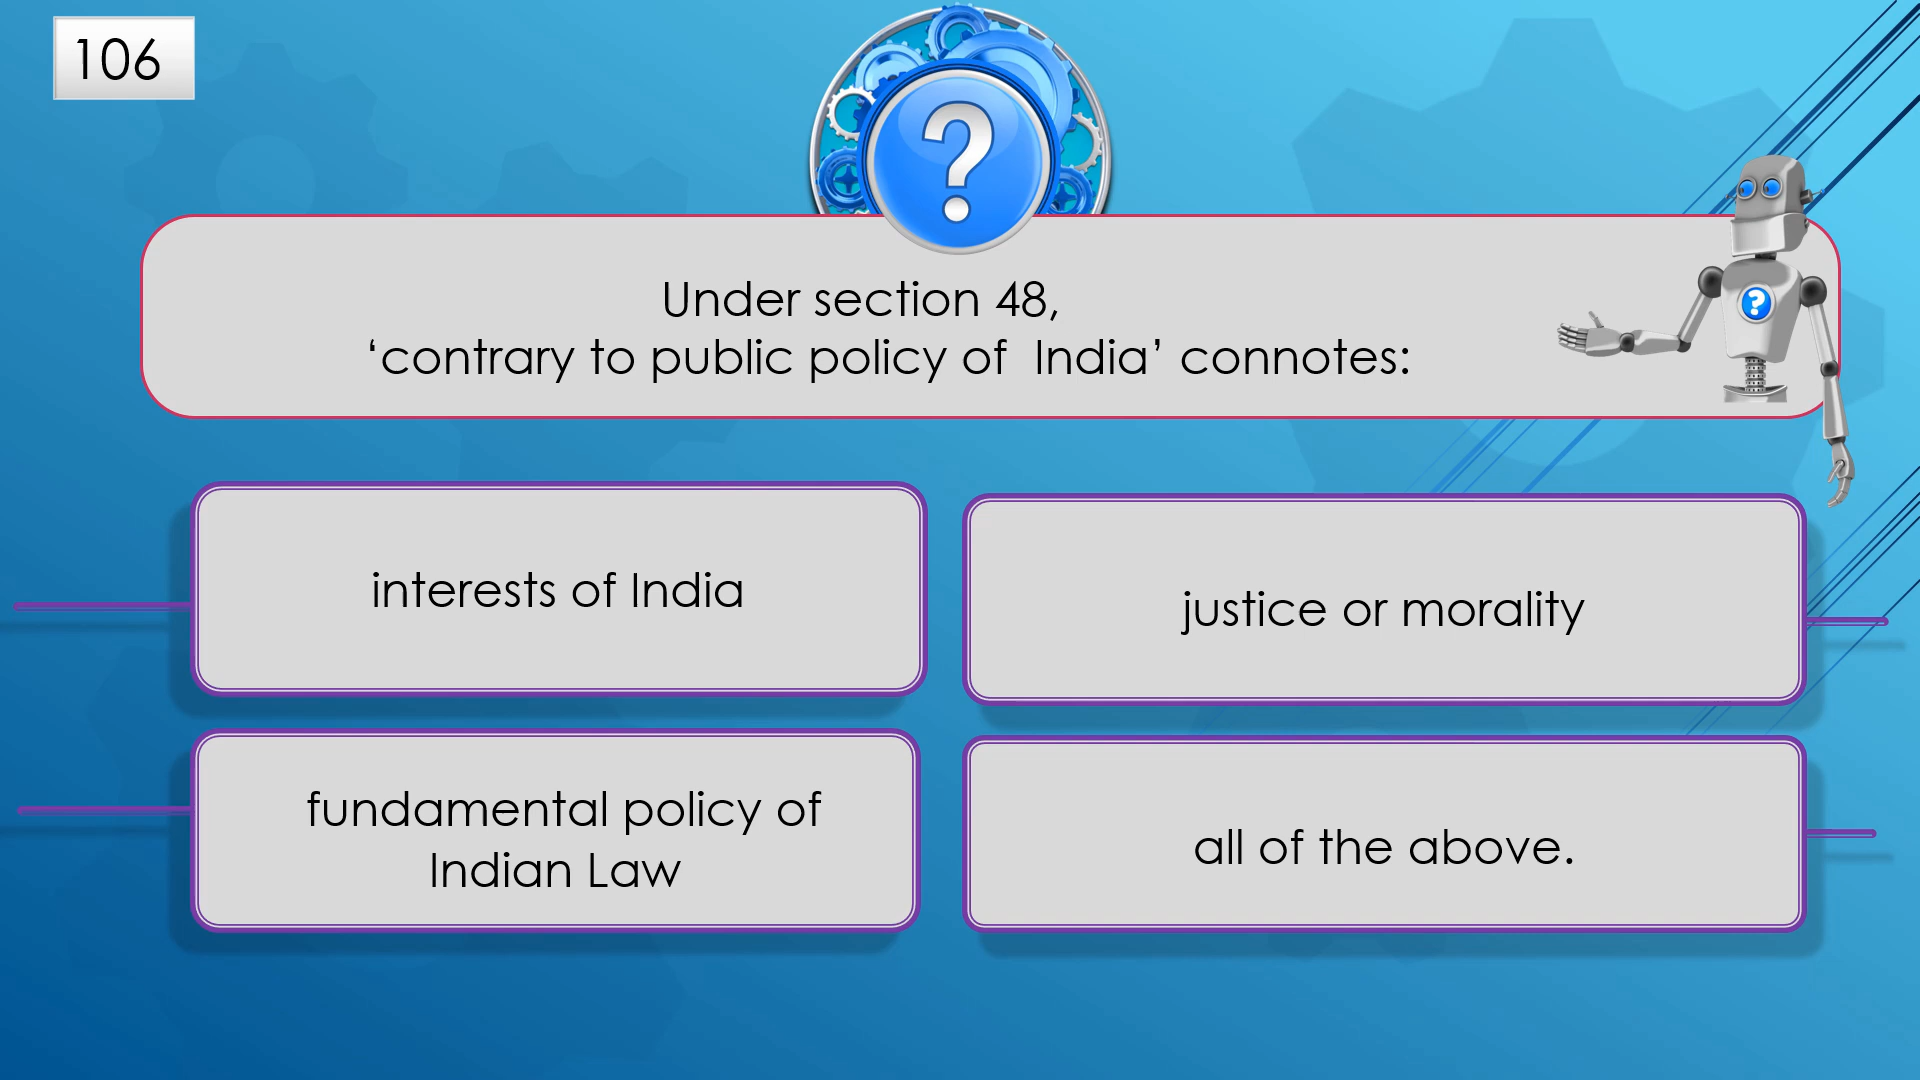 106
?
?
Under section 48,
‘contrary to public policy of  India’ connotes:
interests of India
justice or morality
fundamental policy of
Indian Law
all of the above.